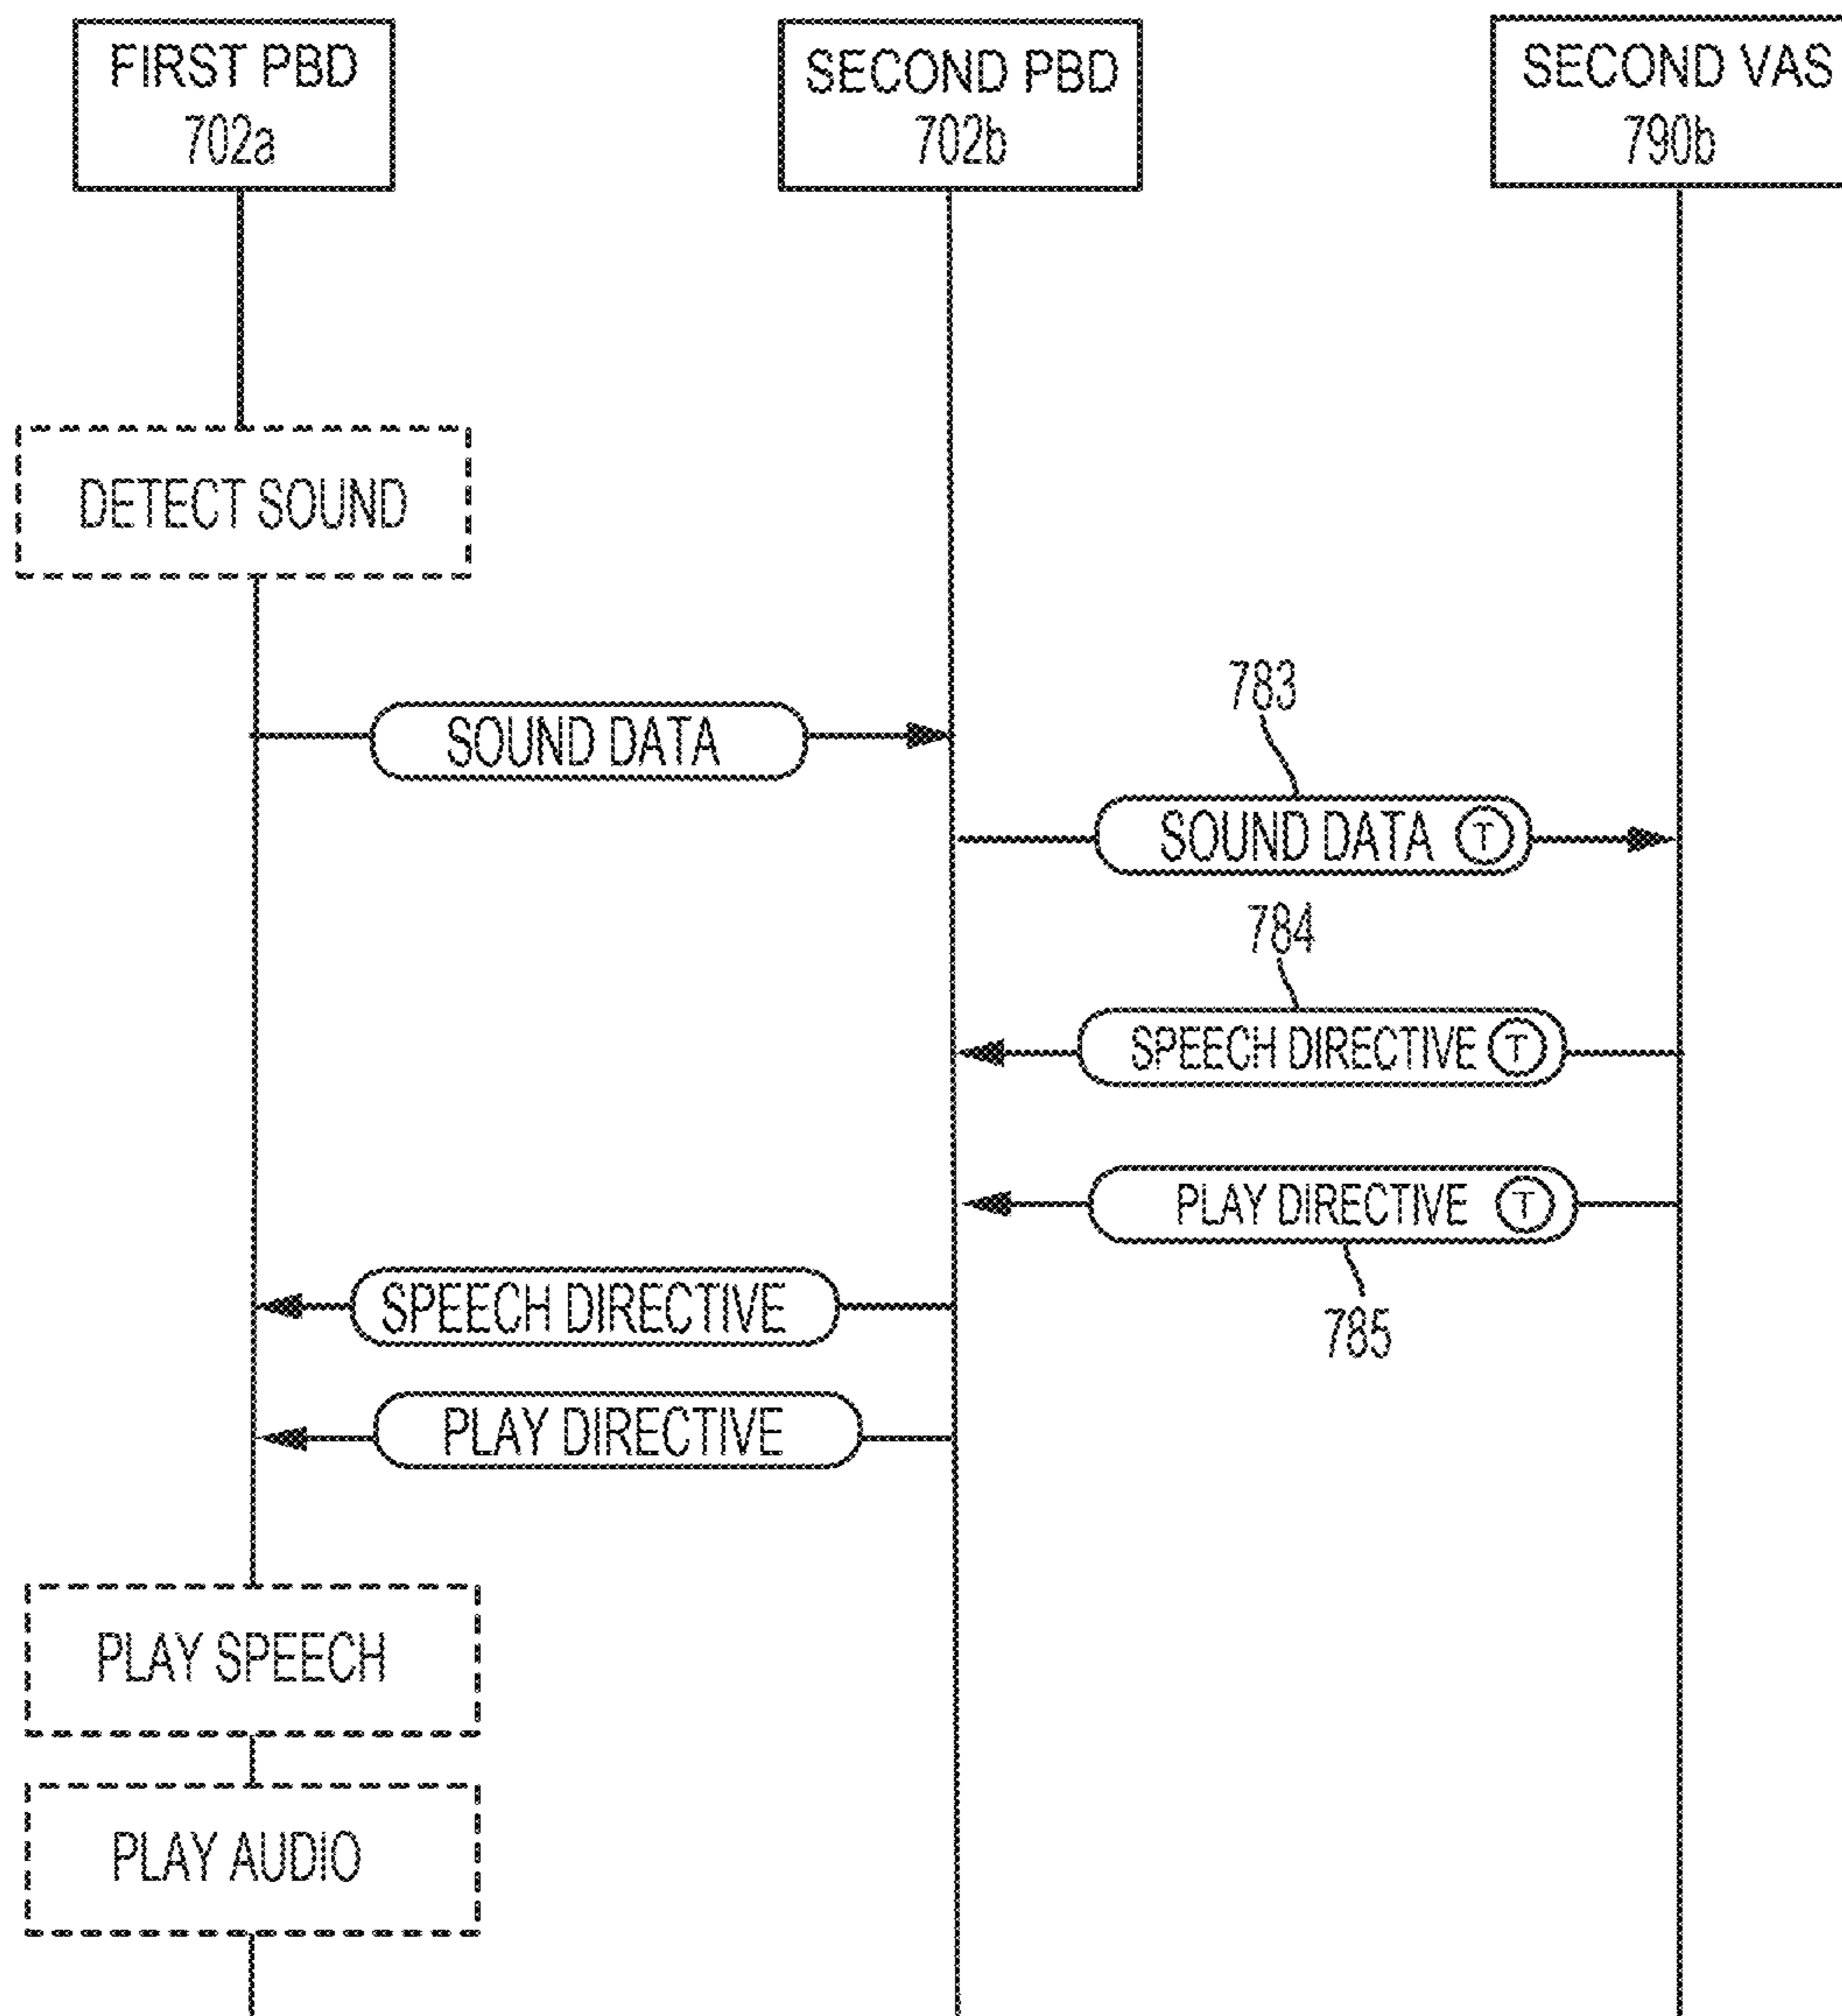 FIRST PBD
702a
SECOND PBD
702b
SECOND VAS
790b
DETECT SOUND
SOUND DATA
783
SOUND DATA T
784
SPEECH DIRECTIVE T
PLAY DIRECTIVE T
785
SPEECH DIRECTIVE
PLAY DIRECTIVE
PLAY SPEECH
PLAY AUDIO